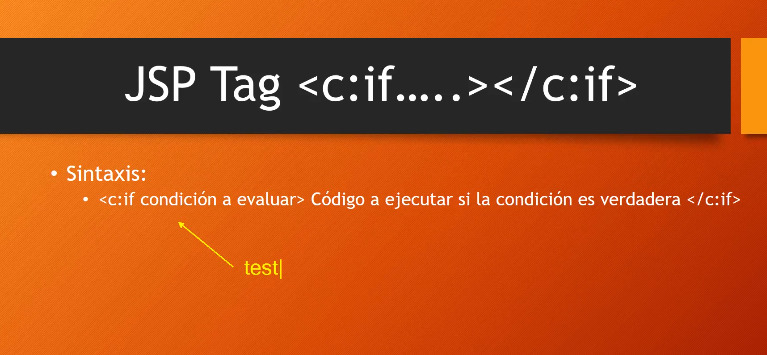 JSP Tag <c:if…..></c:if>
• Sintaxis:
• <c:if condición a evaluar> Código a ejecutar si la condición es verdadera </c:if>
test